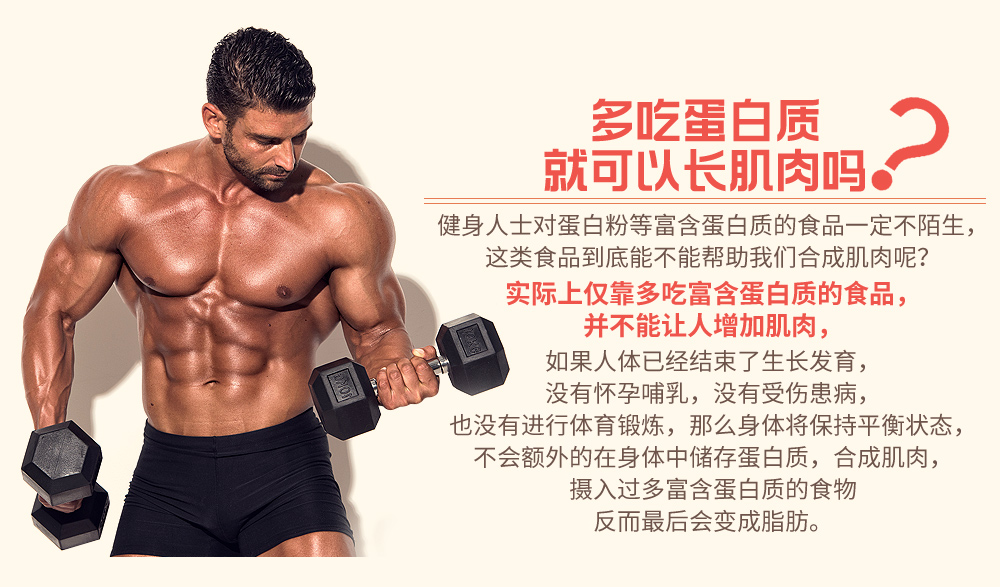 多吃蛋白质
就可以长肌肉吗?
健身人士对蛋白粉等富含蛋白质的食品一定不陌生，
这类食品到底能不能帮助我们合成肌肉呢？
实际上仅靠多吃富含蛋白质的食品，
并不能让人增加肌肉，
如果人体已经结束了生长发育，
没有怀孕哺乳，没有受伤患病，
也没有进行体育锻炼，那么身体将保持平衡状态，
不会额外的在身体中储存蛋白质，合成肌肉，
摄入过多富含蛋白质的食物
反而最后会变成脂肪。